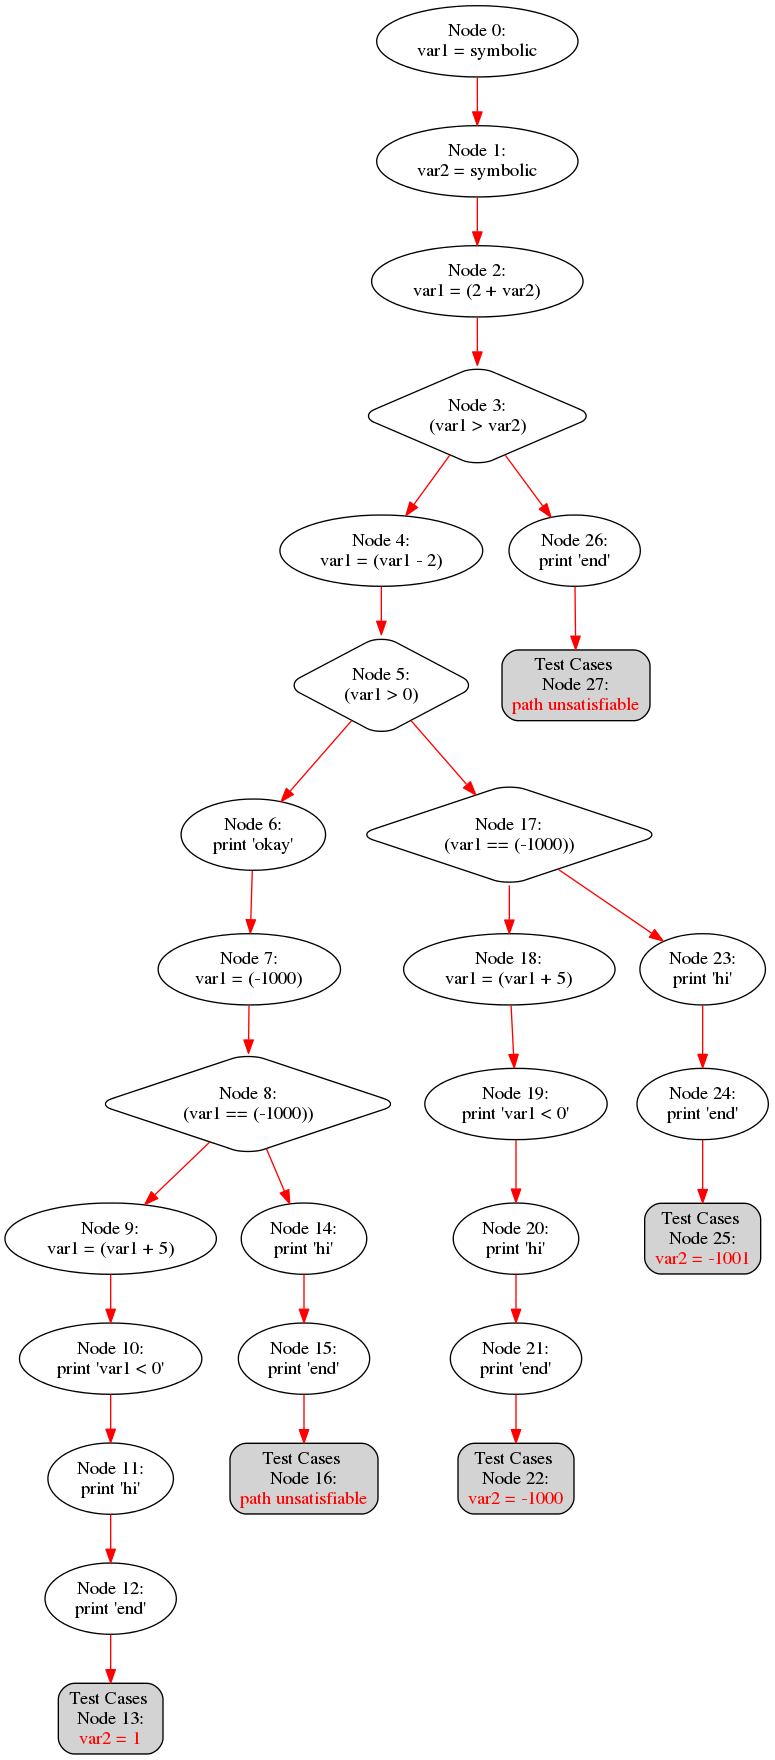 Node 0:
var1 = symbolic
Node 1:
var2 = symbolic
Node 2:
var1 = (2 + var2)
Node 3:
(var1 > var2)
Node 4:
var1 = (var1 - 2)
Node 26:
print 'end'
Node 5:
(var1 > 0)
Test Cases
Node 27:
path unsatisfiable
Node 6:
print 'okay'
Node 17:
(var1 == (-1000))
Node 7:
var1 = (-1000)
Node 18:
var1 = (var1 + 5)
Node 23:
print 'hi'
Node 8:
(var1 == (-1000))
Node 19:
print 'var1 < 0'
Node 24:
print 'end'
Node 9:
var1 = (var1 + 5)
Node 14:
print 'hi'
Node 20:
print 'hi'
Test Cases
Node 25:
var2 = -1001
Node 10:
print 'var1 < 0'
Node 15:
print 'end'
Node 21:
print 'end'
Node 11:
print 'hi'
Test Cases
Node 16:
path unsatisfiable
Test Cases
Node 22:
var2 = -1000
Node 12:
print 'end'
Test Cases
Node 13:
var2 = 1